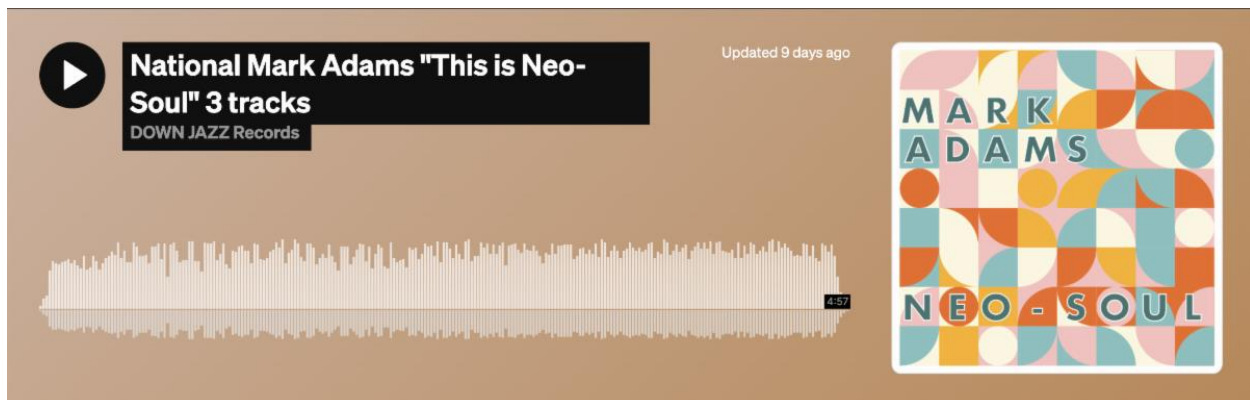 National Mark Adams "This is Neo-
Soul" 3 tracks
DOWN JAZZ Records
Updated 9 days ago
4:57
MARK
ADAMS
NEO-SOUL